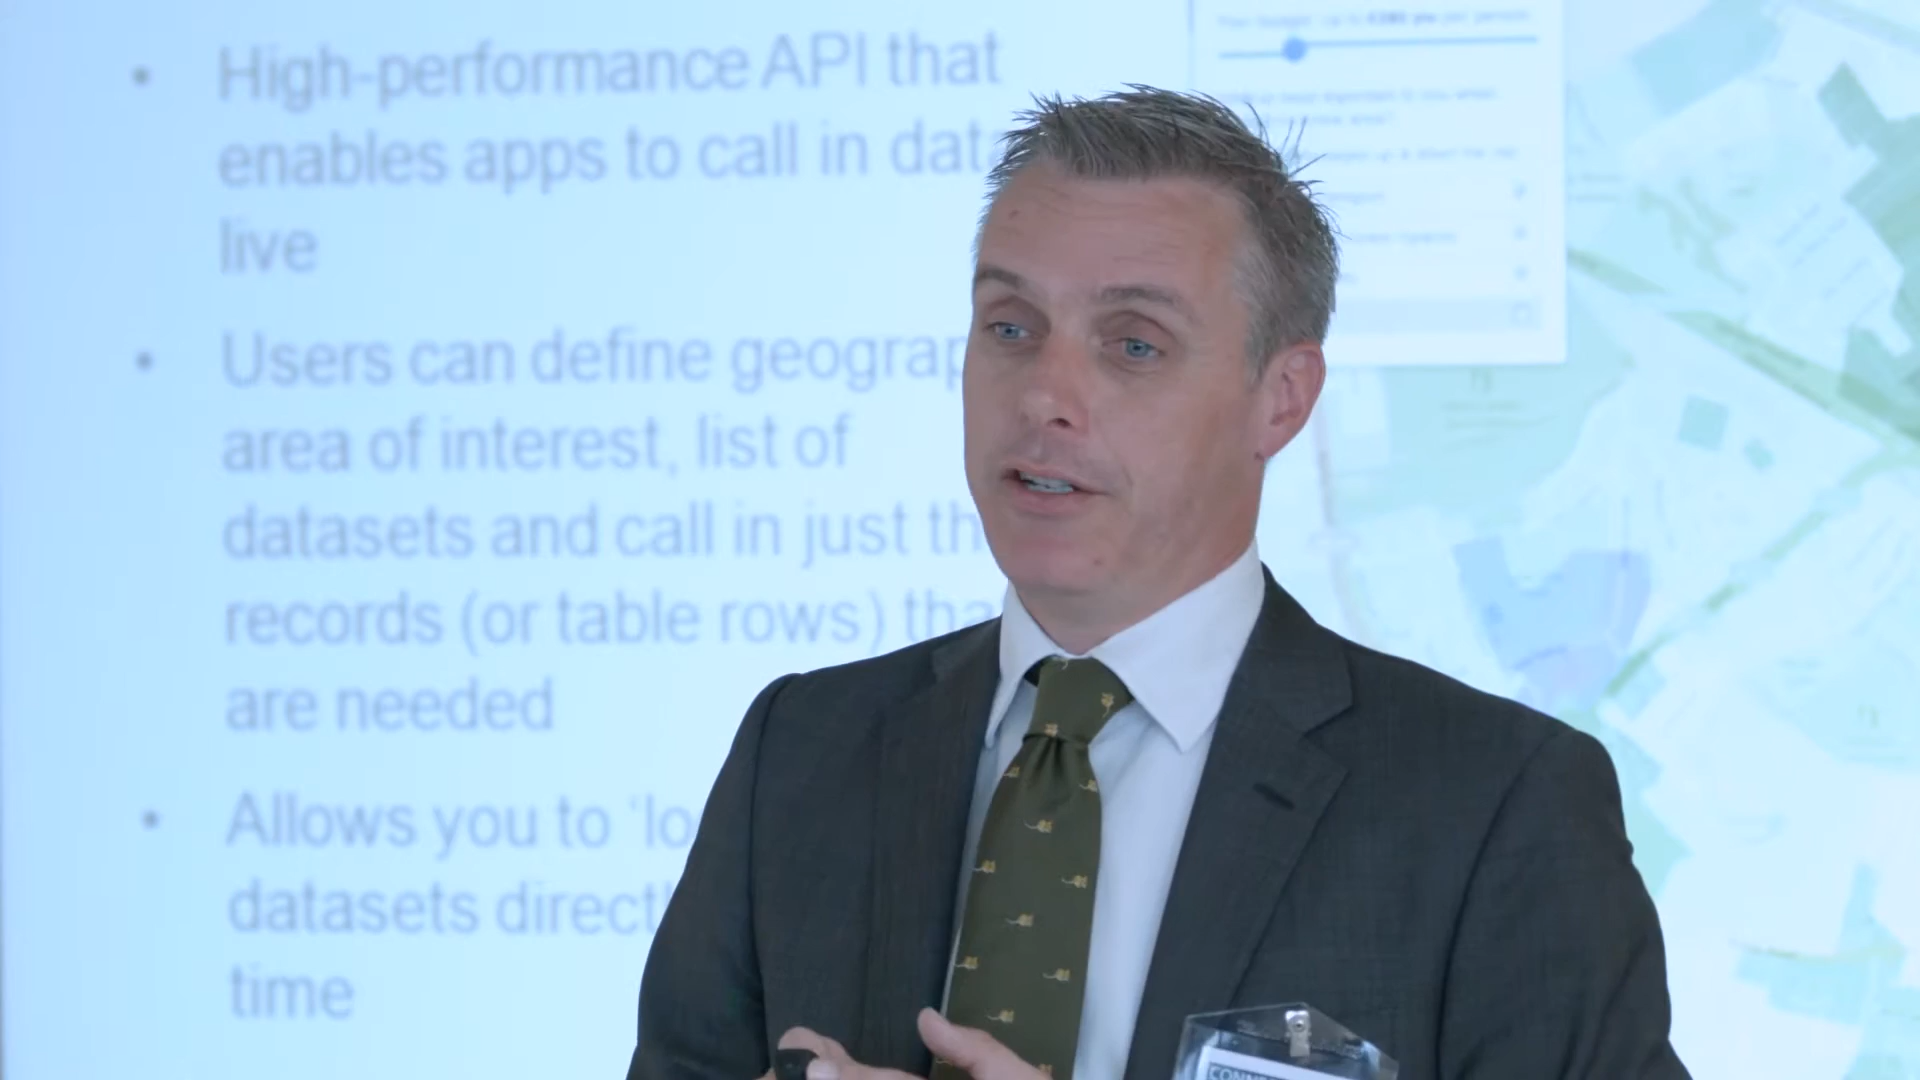 High-performance API that
enables apps to call in dat
live
Users can define geograp
area of interest, list of
datasets and call in just th
records (or table rows) tha
are needed
Allows you to ‘lo
datasets directl
time